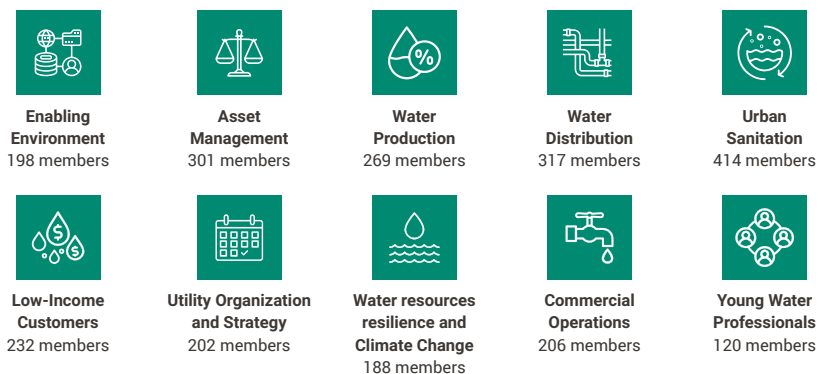 %
Enabling
Environment
198 members
Asset
Management
301 members
Water
Production
269 members
Water
Distribution
317 members
Urban
Sanitation
414 members
$
$
Low-Income
Customers
232 members
Utility Organization
and Strategy
202 members
Water resources
resilience and
Climate Change
188 members
Commercial
Operations
206 members
Young Water
Professionals
120 members